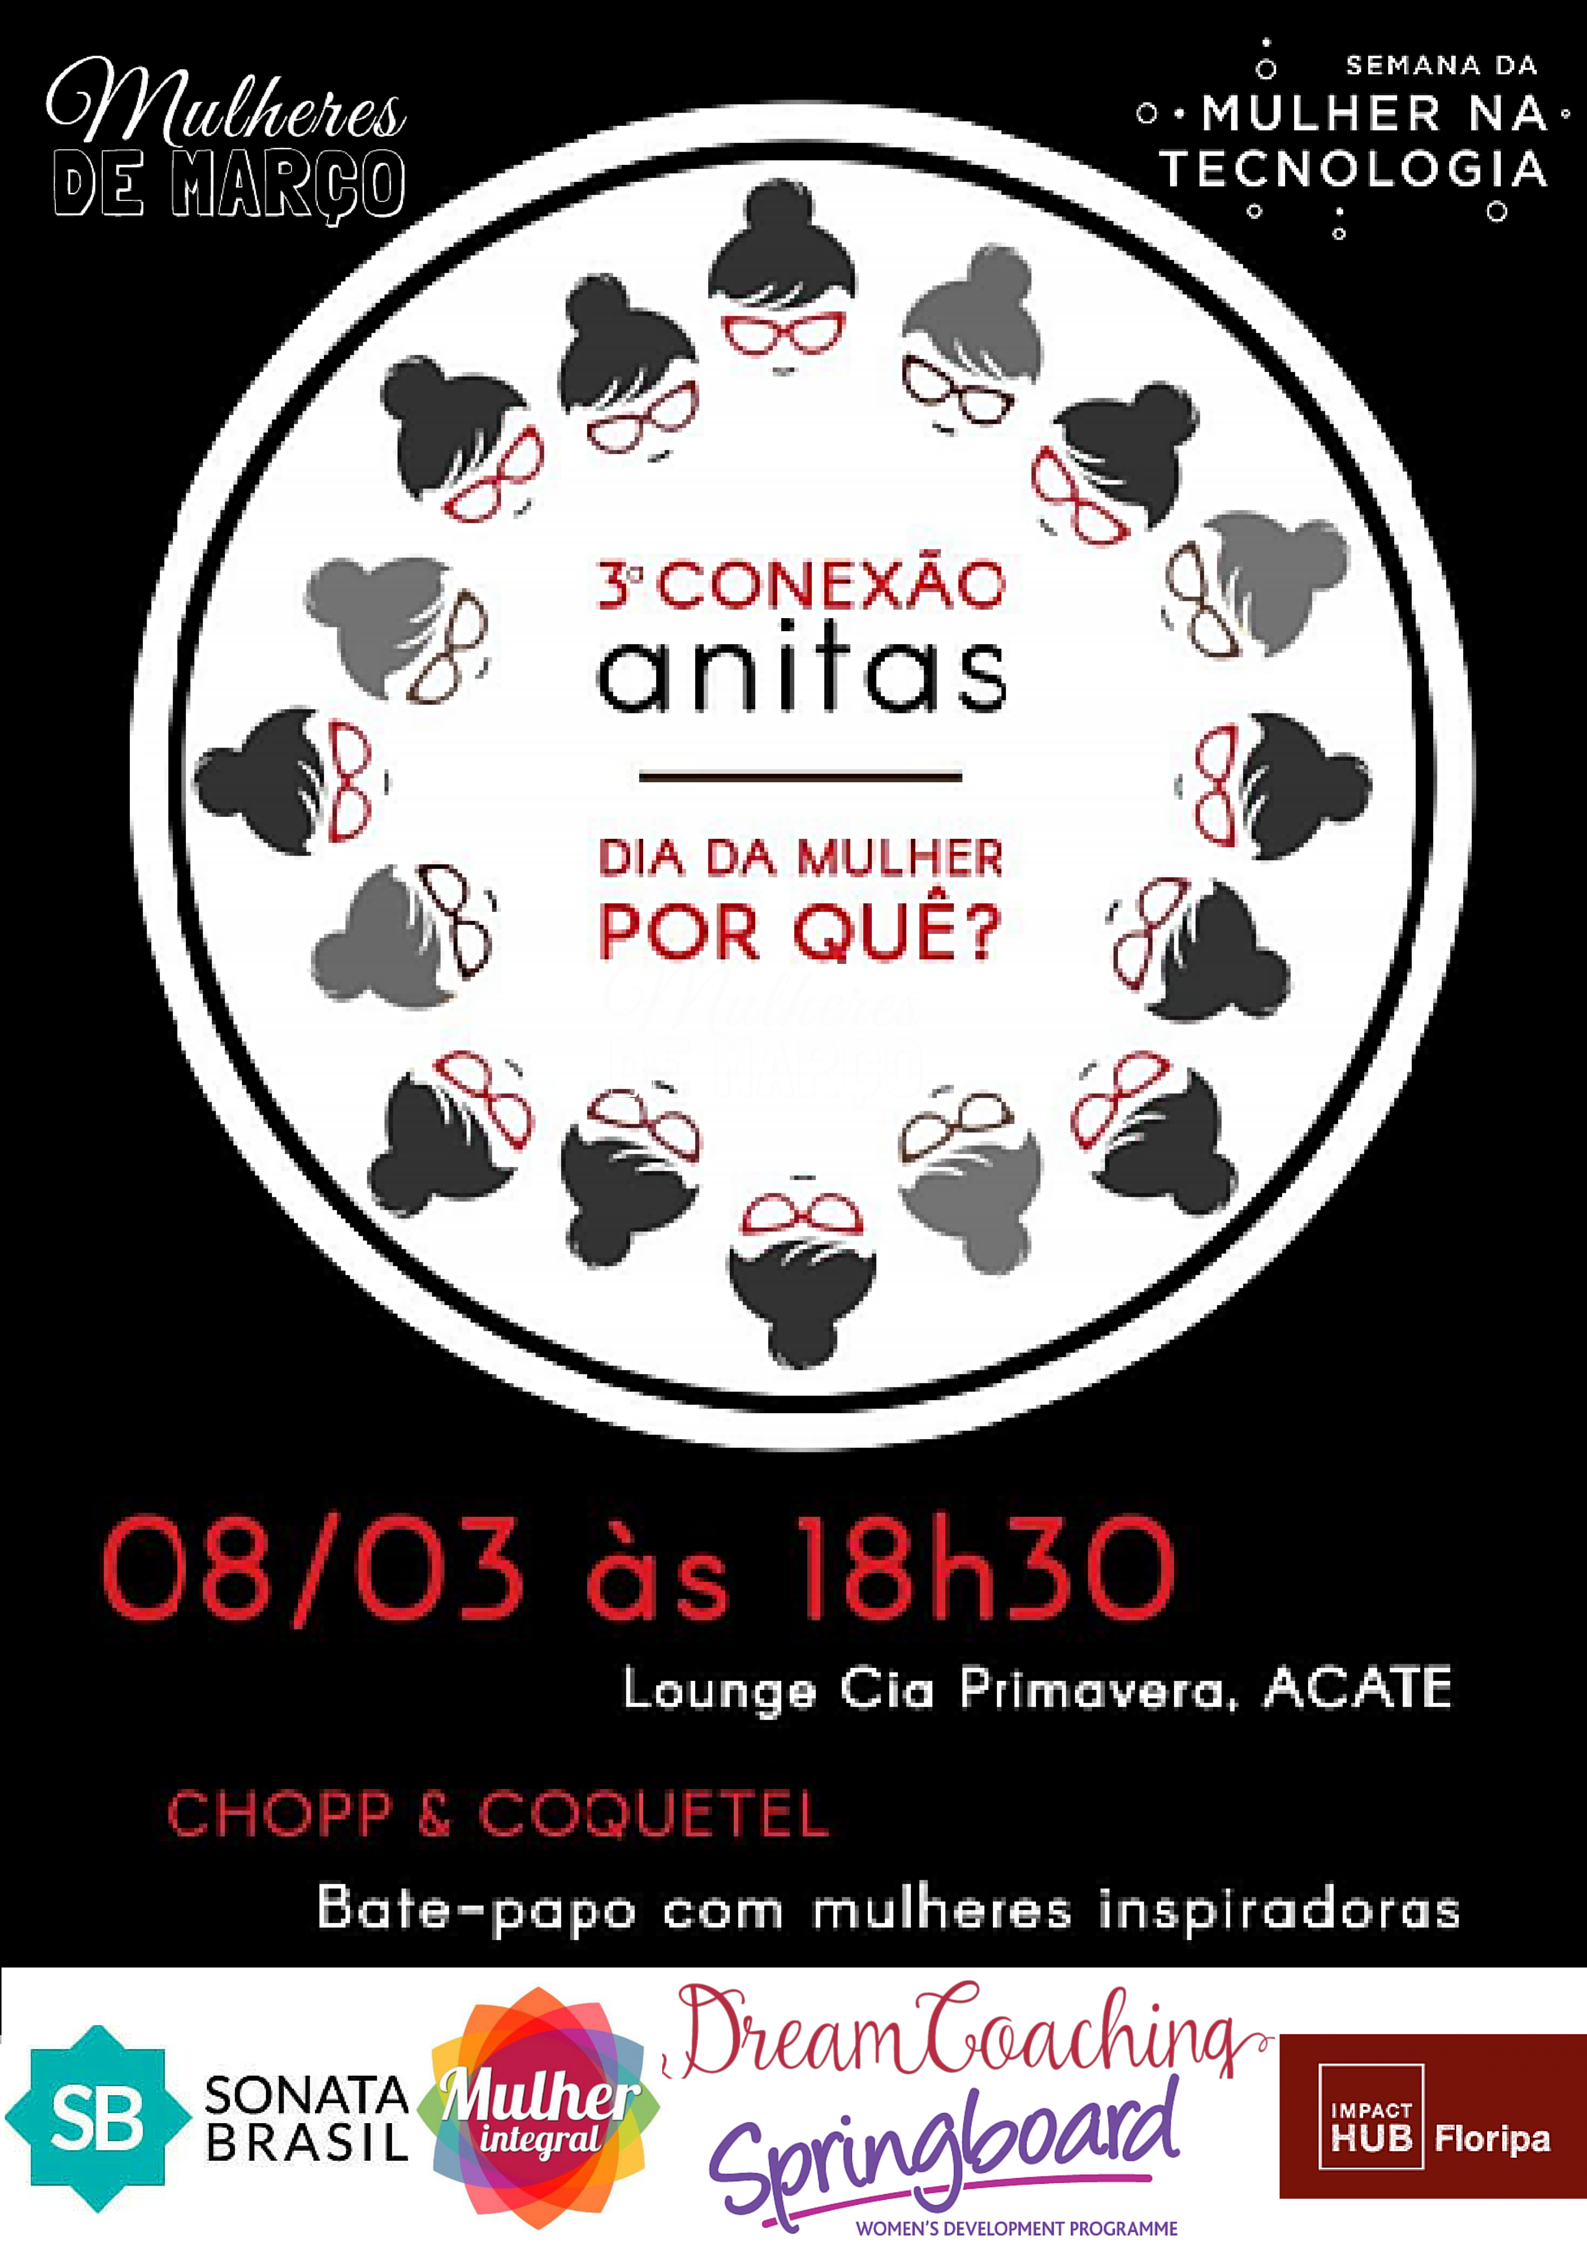 Mulheres
DE MARÇO
SEMANA DA
MULHER NA
TECNOLOGIA
3ª CONEXÃO
anitas
DIA DA MULHER
POR QUÊ?
08/03 às 18h30
Lounge Cia Primavera, ACATE
CHOPP & COQUETEL
Bate-papo com mulheres inspiradoras
SB
SONATA
BRASIL
Mulher
integral
DreamCoaching
Springboard
WOMEN'S DEVELOPMENT PROGRAMME
IMPACT
HUB
Floripa